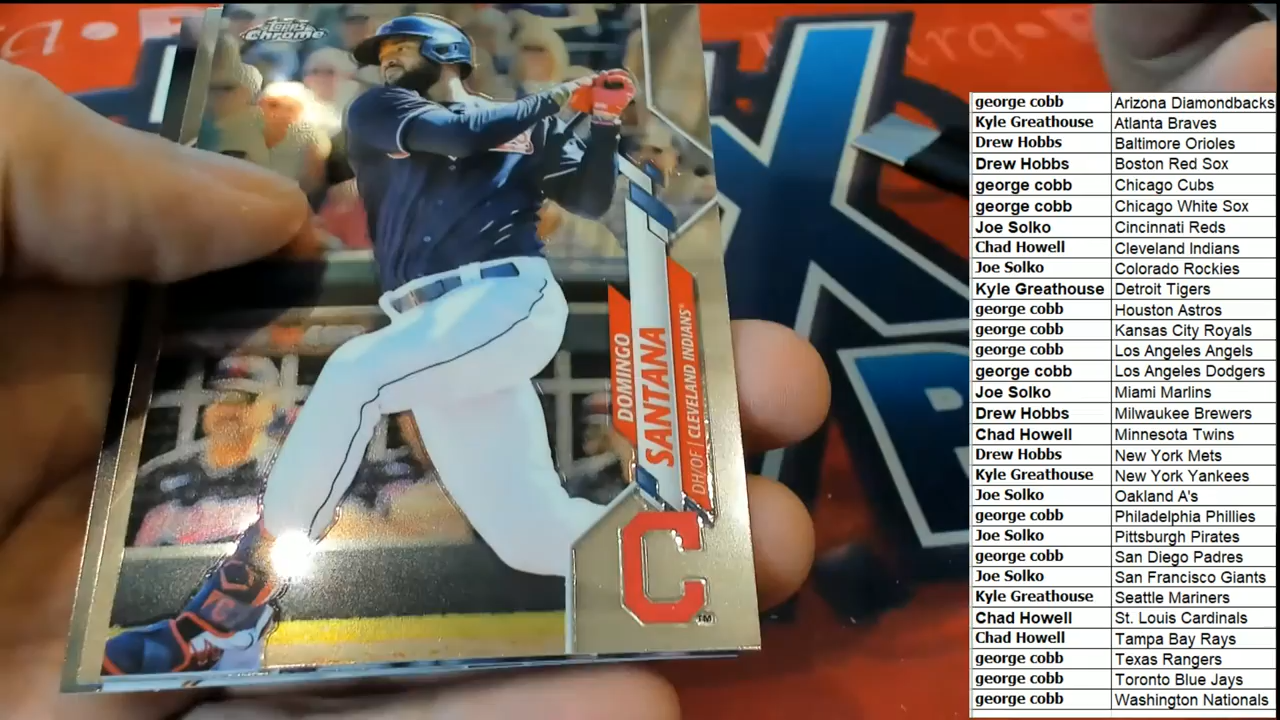 Topps
Chrome
DOMINGO
SANTANA
DH/OF | CLEVELAND INDIANS®
C
TM
george cobb Arizona Diamondbacks
Kyle Greathouse Atlanta Braves
Drew Hobbs Baltimore Orioles
Drew Hobbs Boston Red Sox
george cobb Chicago Cubs
george cobb Chicago White Sox
Joe Solko Cincinnati Reds
Chad Howell Cleveland Indians
Joe Solko Colorado Rockies
Kyle Greathouse Detroit Tigers
george cobb Houston Astros
george cobb Kansas City Royals
george cobb Los Angeles Angels
george cobb Los Angeles Dodgers
Joe Solko Miami Marlins
Drew Hobbs Milwaukee Brewers
Chad Howell Minnesota Twins
Drew Hobbs New York Mets
Kyle Greathouse New York Yankees
Joe Solko Oakland A's
george cobb Philadelphia Phillies
Joe Solko Pittsburgh Pirates
george cobb San Diego Padres
Joe Solko San Francisco Giants
Kyle Greathouse Seattle Mariners
Chad Howell St. Louis Cardinals
Chad Howell Tampa Bay Rays
george cobb Texas Rangers
george cobb Toronto Blue Jays
george cobb Washington Nationals